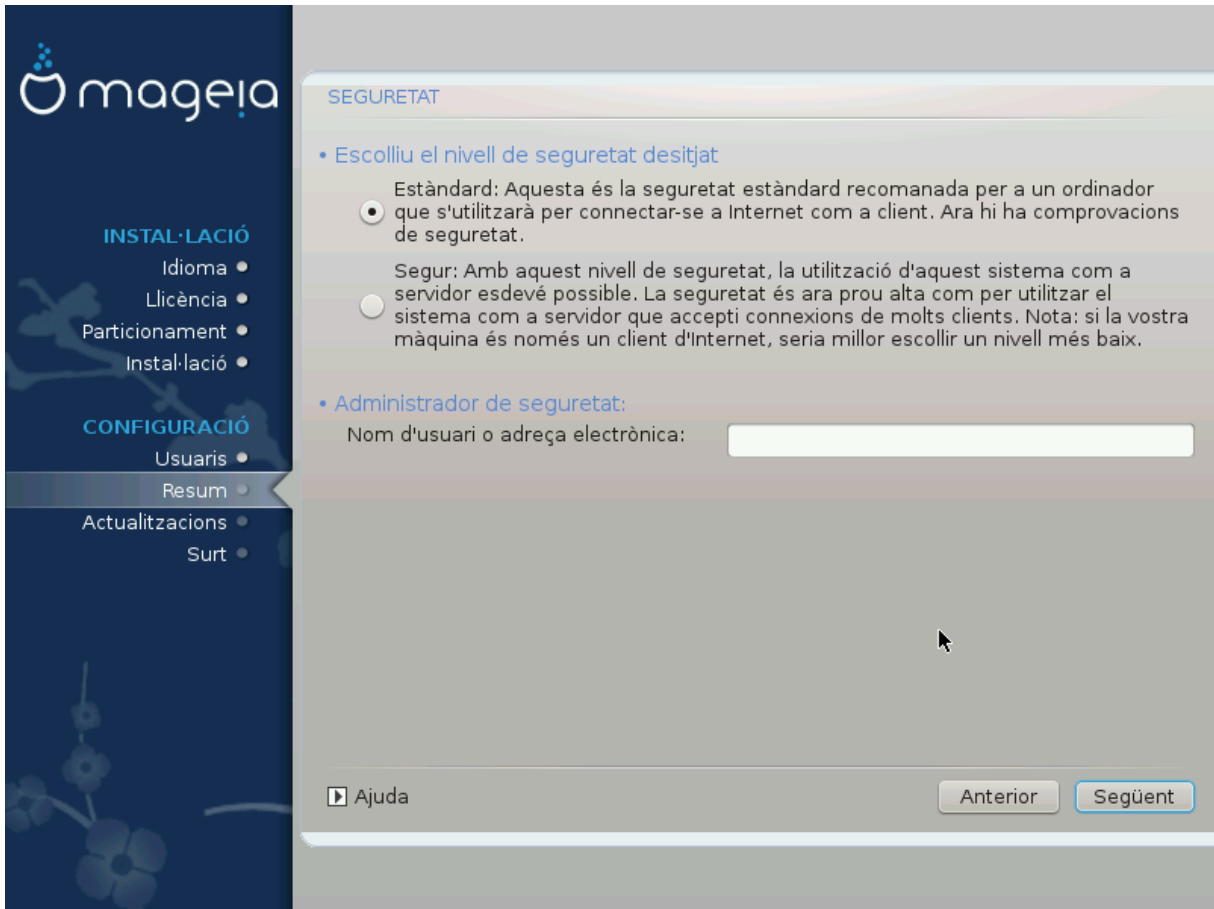 mageia
INSTAL·LACIÓ
Idioma
Llicència
Particionament
Instal·lació
CONFIGURACIÓ
Usuaris
Resum
Actualitzacions
Surt
SEGURETAT
• Escolliu el nivell de seguretat desitjat
Estàndard: Aquesta és la seguretat estàndard recomanada per a un ordinador
que s'utilitzarà per connectar-se a Internet com a client. Ara hi ha comprovacions
de seguretat.
Segur: Amb aquest nivell de seguretat, la utilització d'aquest sistema com a
servidor esdevé possible. La seguretat és ara prou alta com per utilitzar el
sistema com a servidor que accepti connexions de molts clients. Nota: si la vostra
màquina és només un client d'Internet, seria millor escollir un nivell més baix.
• Administrador de seguretat:
Nom d'usuari o adreça electrònica:
Ajuda
Anterior
Següent